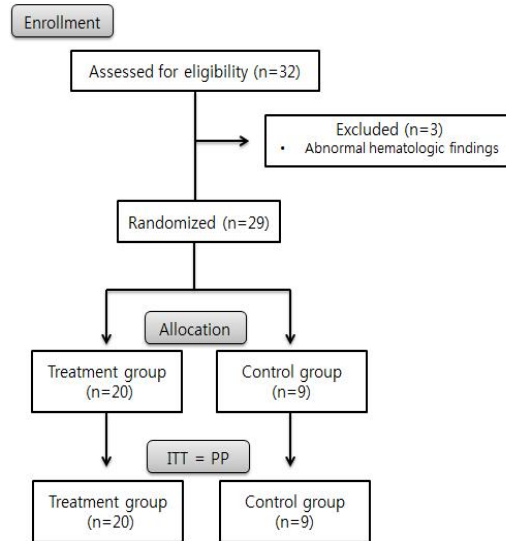 Enrollment
Assessed for eligibility (n=32)
Excluded (n=3)
• Abnormal hematologic findings
Randomized (n=29)
Allocation
Treatment group
(n=20)
Control group
(n=9)
ITT = PP
Treatment group
(n=20)
Control group
(n=9)